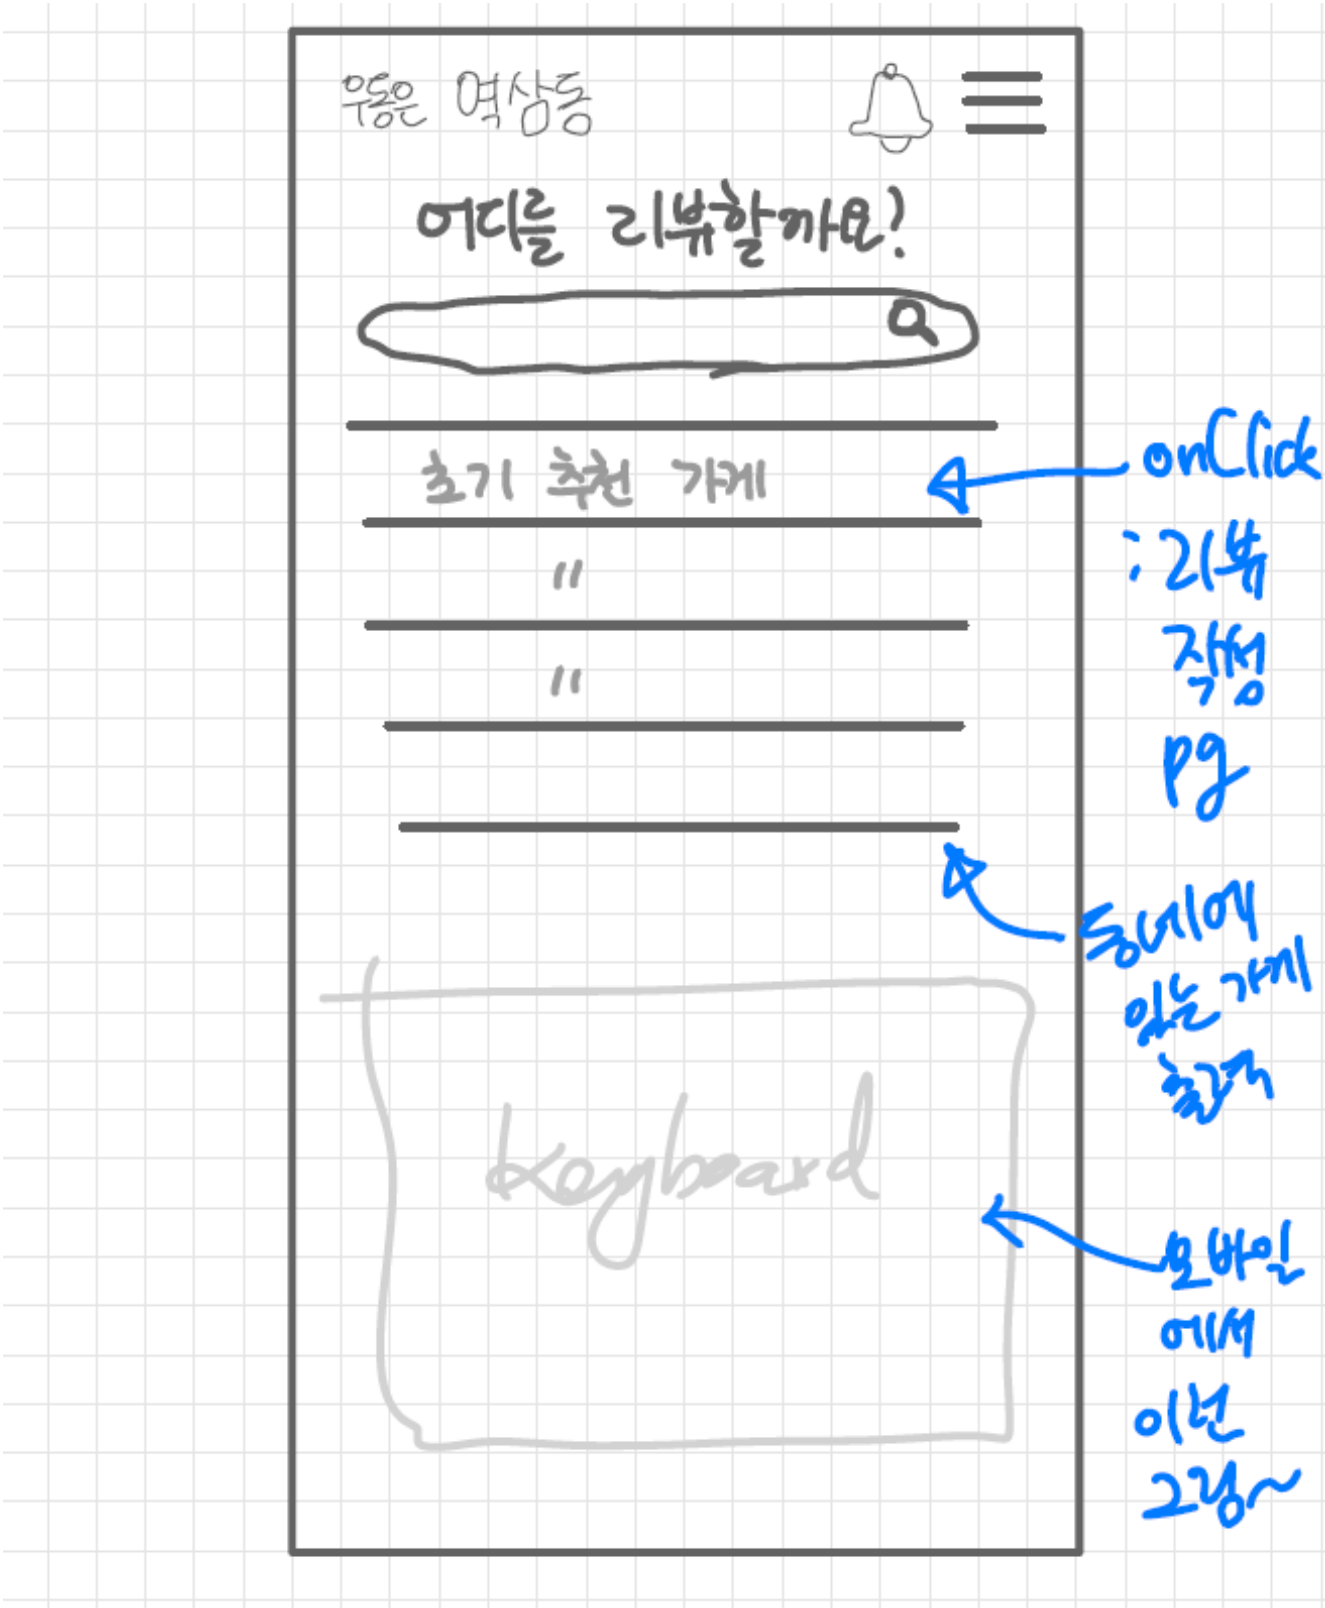 우동은 역삼동
어디를 리뷰할까요?
초기 추천 가게
"
"
keyboard
onClick
: 리뷰
작성
pg
동네에
있는 가게
출력
모바일
에서
이런
그림~